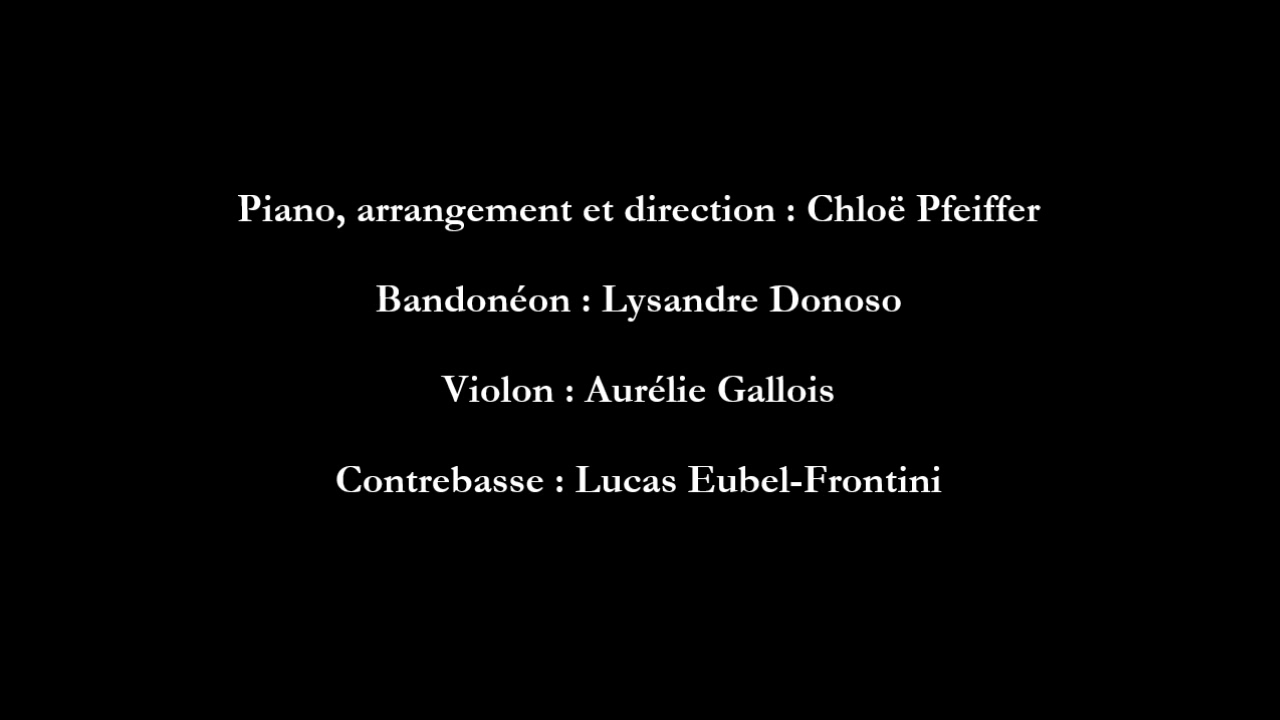 Piano, arrangement et direction : Chloë Pfeiffer
Bandonéon : Lysandre Donoso
Violon : Aurélie Gallois
Contrebasse : Lucas Eubel-Frontini